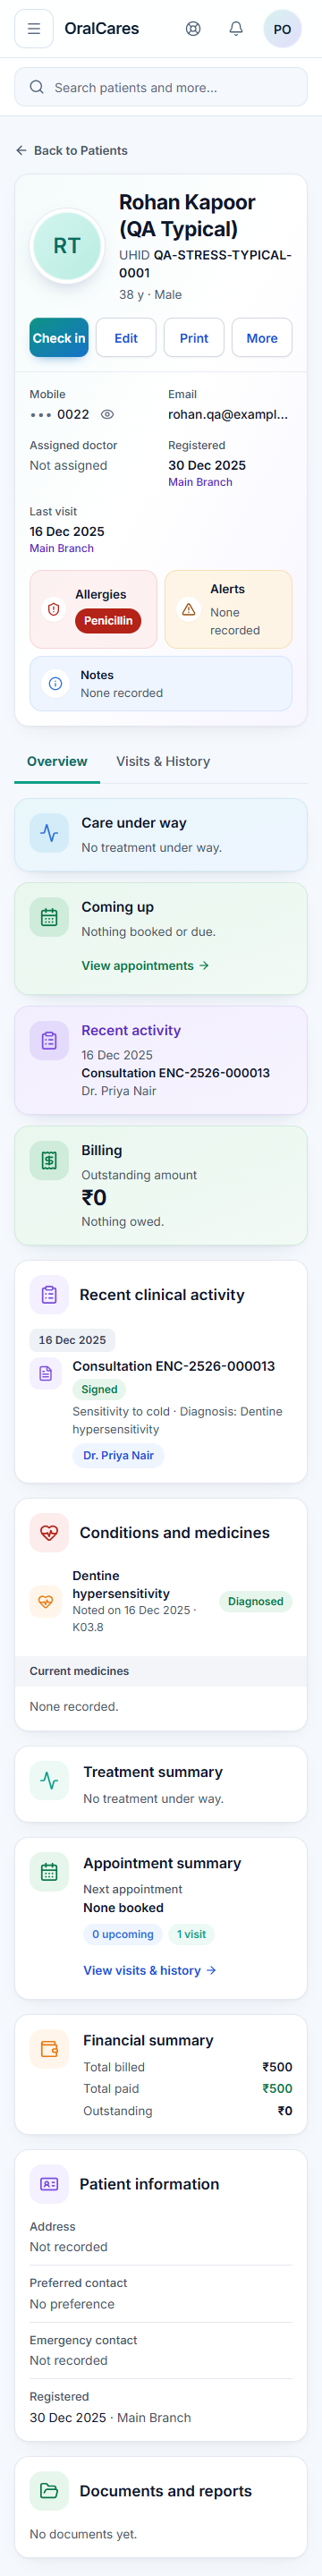 OralCares
PO
Search patients and more...
Back to Patients
RT
Rohan Kapoor
(QA Typical)
UHID QA-STRESS-TYPICAL-
0001
38 y · Male
Check in
Edit
Print
More
Mobile
••• 0022
Email
rohan.qa@exampl...
Assigned doctor
Not assigned
Registered
30 Dec 2025
Main Branch
Last visit
16 Dec 2025
Main Branch
Allergies
Penicillin
Alerts
None
recorded
Notes
None recorded
Overview
Visits & History
Care under way
No treatment under way.
Coming up
Nothing booked or due.
View appointments →
Recent activity
16 Dec 2025
Consultation ENC-2526-000013
Dr. Priya Nair
Billing
Outstanding amount
₹0
Nothing owed.
Recent clinical activity
16 Dec 2025
Consultation ENC-2526-000013
Signed
Sensitivity to cold · Diagnosis: Dentine
hypersensitivity
Dr. Priya Nair
Conditions and medicines
Dentine
hypersensitivity
Noted on 16 Dec 2025 ·
K03.8
Diagnosed
Current medicines
None recorded.
Treatment summary
No treatment under way.
Appointment summary
Next appointment
None booked
0 upcoming
1 visit
View visits & history →
Financial summary
Total billed ₹500
Total paid ₹500
Outstanding ₹0
Patient information
Address
Not recorded
Preferred contact
No preference
Emergency contact
Not recorded
Registered
30 Dec 2025 · Main Branch
Documents and reports
No documents yet.